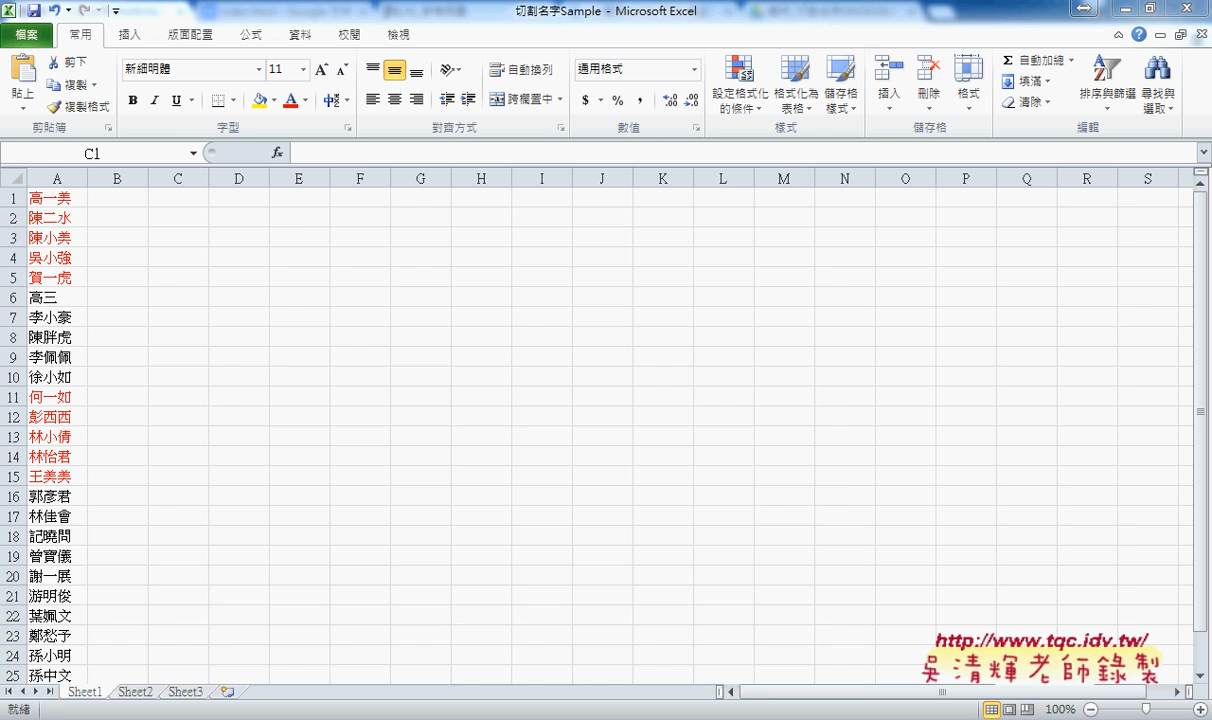 切割名字Sample - Microsoft Excel
檔案 常用 插入 版面配置 公式 資料 校閱 檢視
貼上 剪下 複製 複製格式 剪貼簿
新細明體 11 B I U A 字型
自動換列 跨欄置中 對齊方式
通用格式 $ % , 數值
設定格式化的條件 格式化為表格 儲存格樣式 樣式
插入 刪除 格式 儲存格
Σ 自動加總 填滿 清除 排序與篩選 尋找與選取 編輯
C1 fx
A B C D E F G H I J K L M N O P Q R S
1 高一美
2 陳二水
3 陳小美
4 吳小強
5 賀一虎
6 高三
7 李小豪
8 陳胖虎
9 李佩佩
10 徐小如
11 何一如
12 彭西西
13 林小倩
14 林怡君
15 王美美
16 郭彥君
17 林佳會
18 記曉問
19 曾寶儀
20 謝一展
21 游明俊
22 葉姵文
23 鄭愁予
24 孫小明
25 孫中文
http://www.tqc.idv.tw/
吳清輝老師錄製
Sheet1 Sheet2 Sheet3
就緒 100%